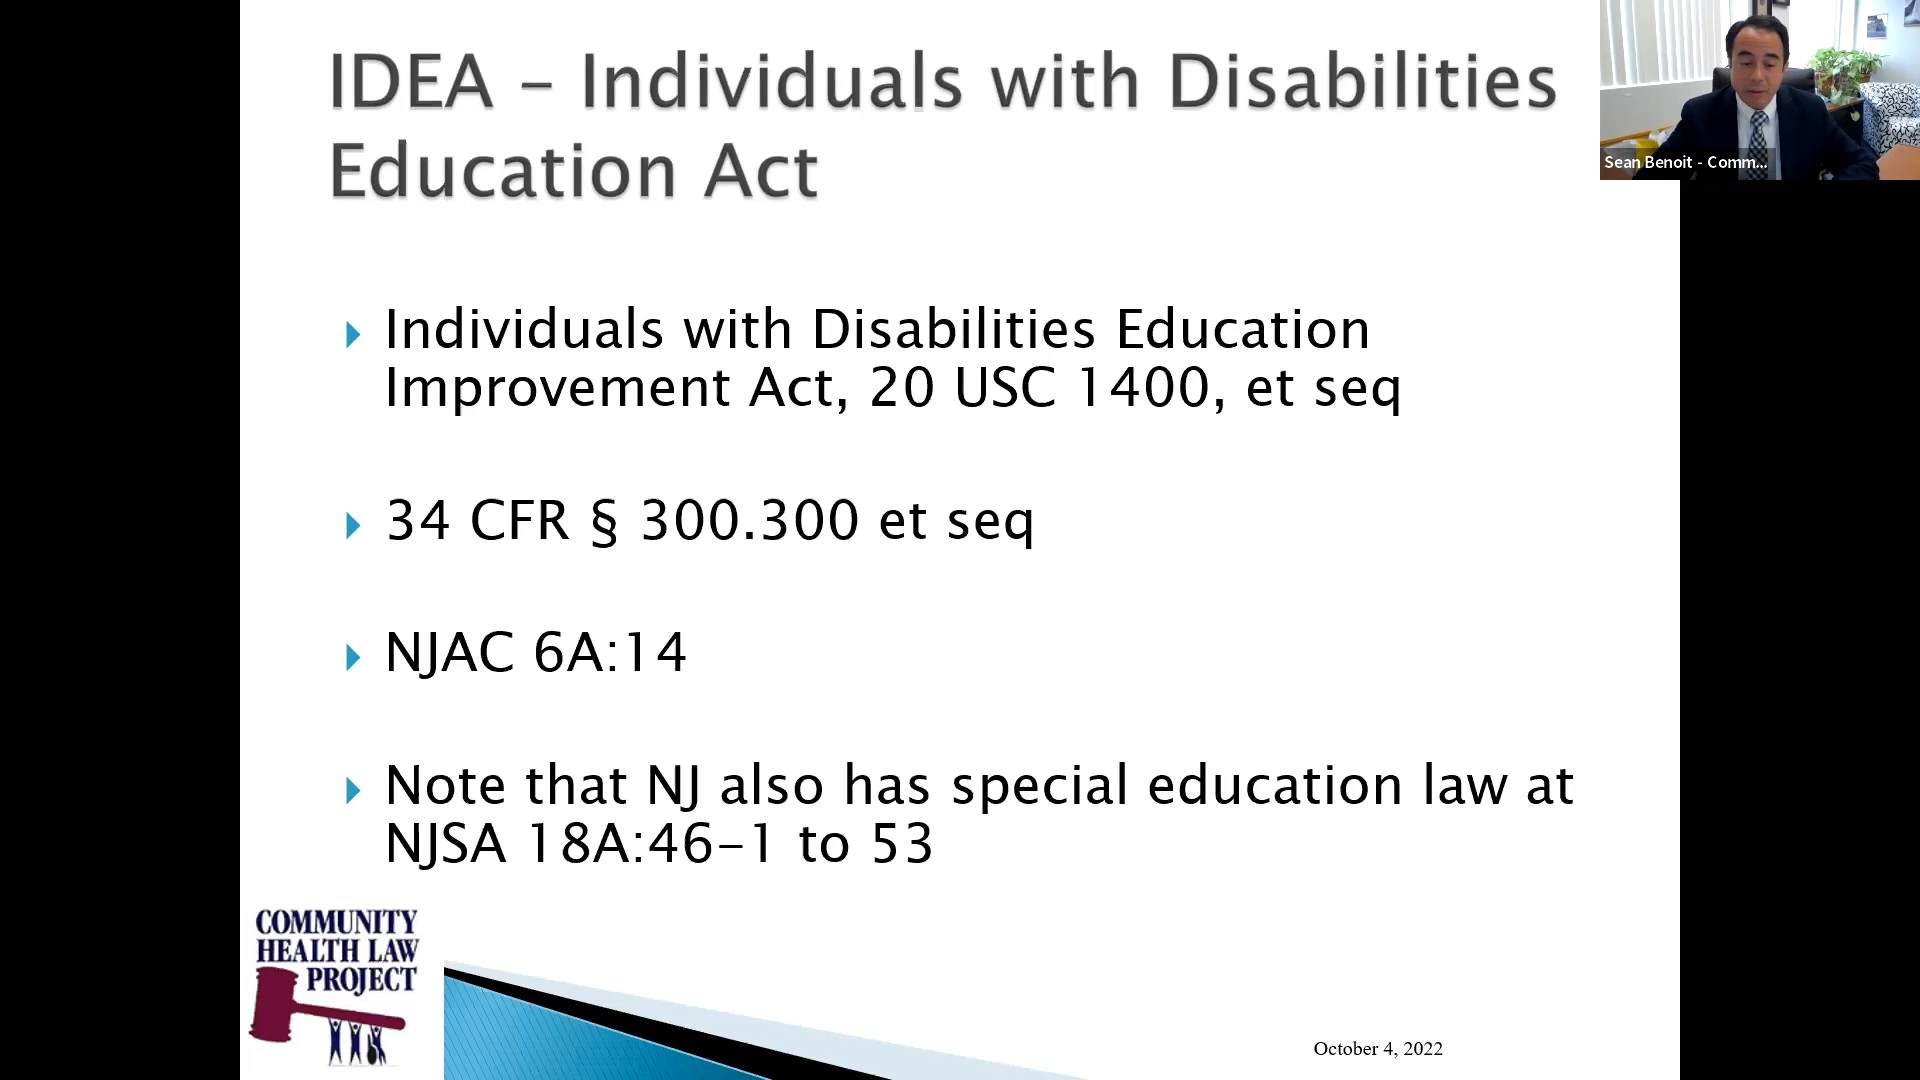 IDEA – Individuals with Disabilities
Education Act
Sean Benoit - Comm...
Individuals with Disabilities Education
Improvement Act, 20 USC 1400, et seq
34 CFR § 300.300 et seq
NJAC 6A:14
Note that NJ also has special education law at
NJSA 18A:46-1 to 53
COMMUNITY
HEALTH LAW
PROJECT
October 4, 2022